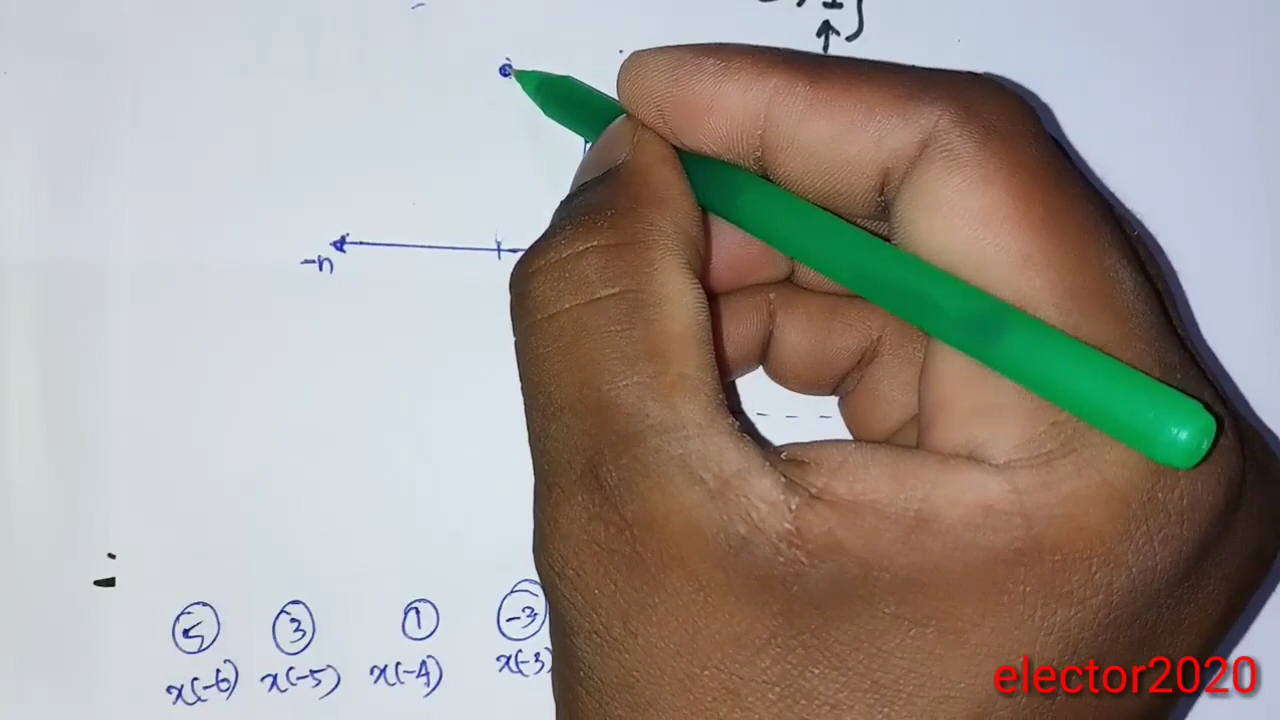 -n
5 3 1 -3
x(-6) x(-5) x(-4) x(-3)
elector2020